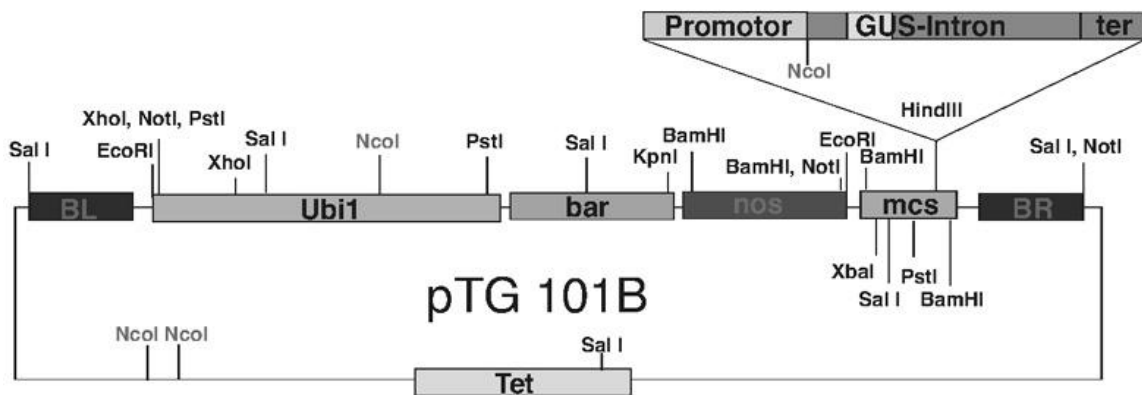 Promotor GUS-Intron ter
NcoI
HindIII
XhoI, NotI, PstI
Sal I
EcoRI
XhoI
Sal I
NcoI
PstI
Sal I
KpnI
BamHI
BamHI, NotI
EcoRI
BamHI
Sal I, NotI
BL Ubi1 bar nos mcs BR
XbaI
Sal I
PstI
BamHI
pTG 101B
NcoI NcoI
Sal I
Tet